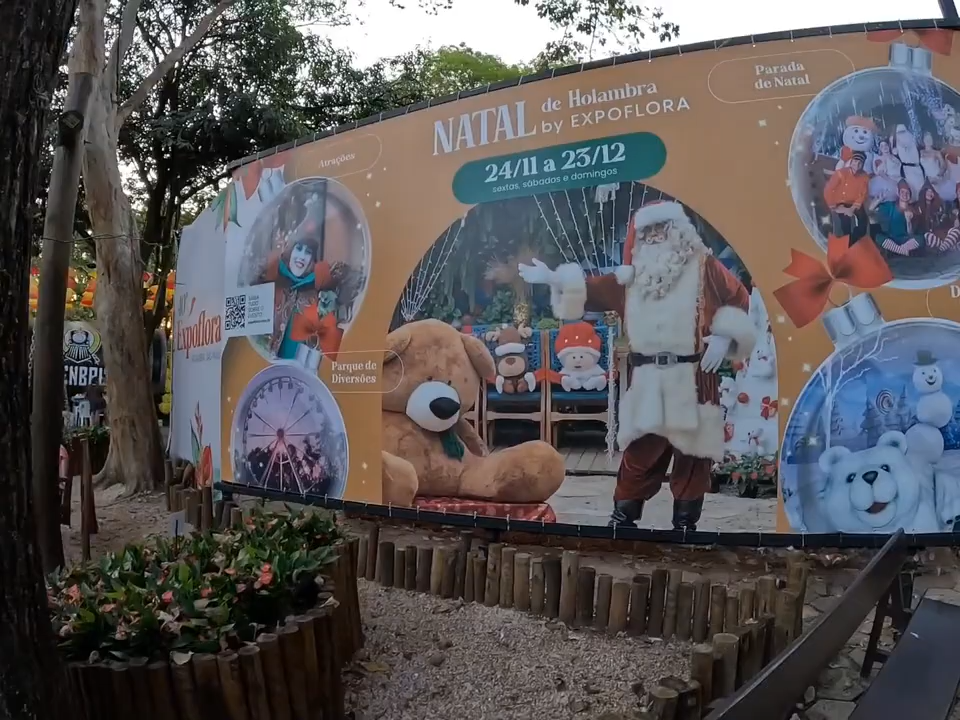 NATAL
de Holambra
by EXPOFLORA
24/11 a 23/12
sextas, sábados e domingos
Parada
de Natal
Atrações
Expoflora
Parque de
Diversões